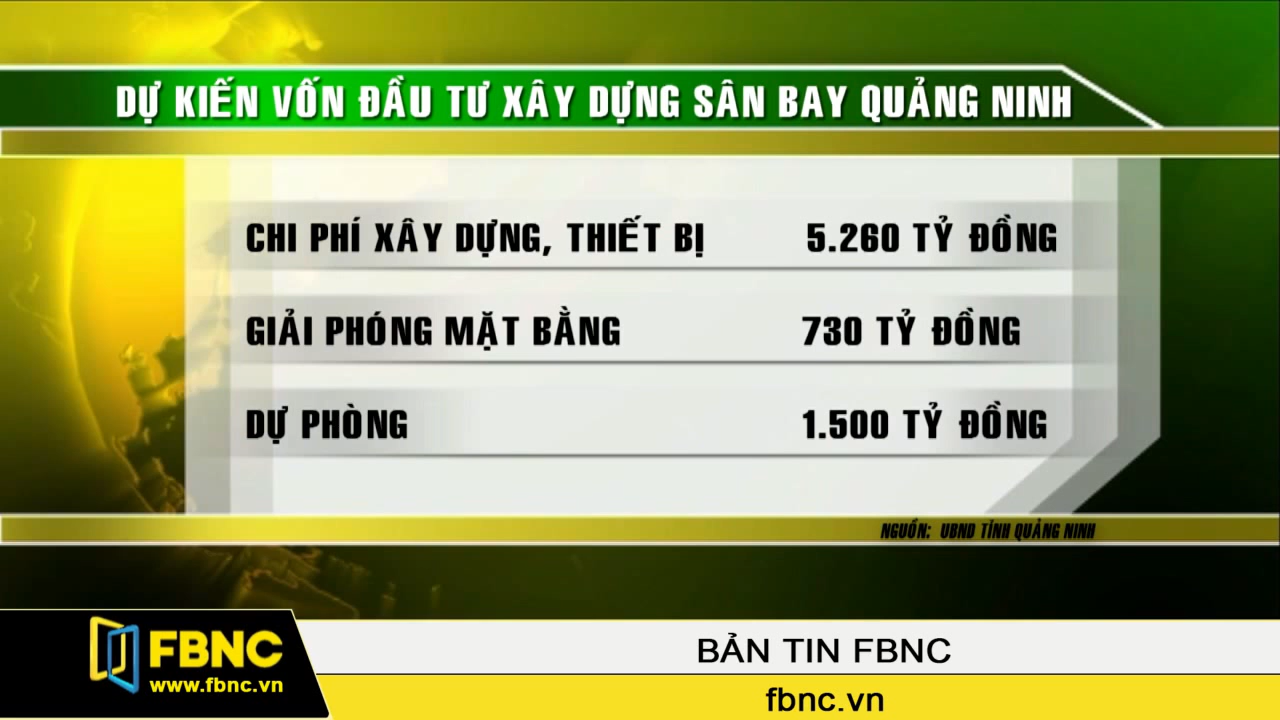 DỰ KIẾN VỐN ĐẦU TƯ XÂY DỰNG SÂN BAY QUẢNG NINH
CHI PHÍ XÂY DỰNG, THIẾT BỊ 5.260 TỶ ĐỒNG
GIẢI PHÓNG MẶT BẰNG 730 TỶ ĐỒNG
DỰ PHÒNG 1.500 TỶ ĐỒNG
NGUỒN: UBND TỈNH QUẢNG NINH
FBNC
www.fbnc.vn
BẢN TIN FBNC
fbnc.vn